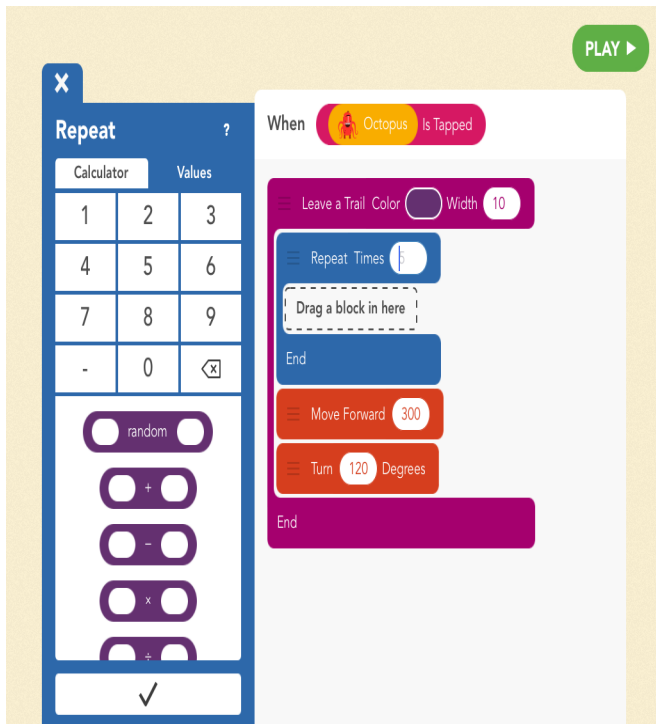 PLAY
Repeat ?
Calculator Values
1 2 3
4 5 6
7 8 9
- 0
random
+
-
×
÷
When Octopus Is Tapped
Leave a Trail Color Width 10
Repeat Times 5
Drag a block in here
End
Move Forward 300
Turn 120 Degrees
End